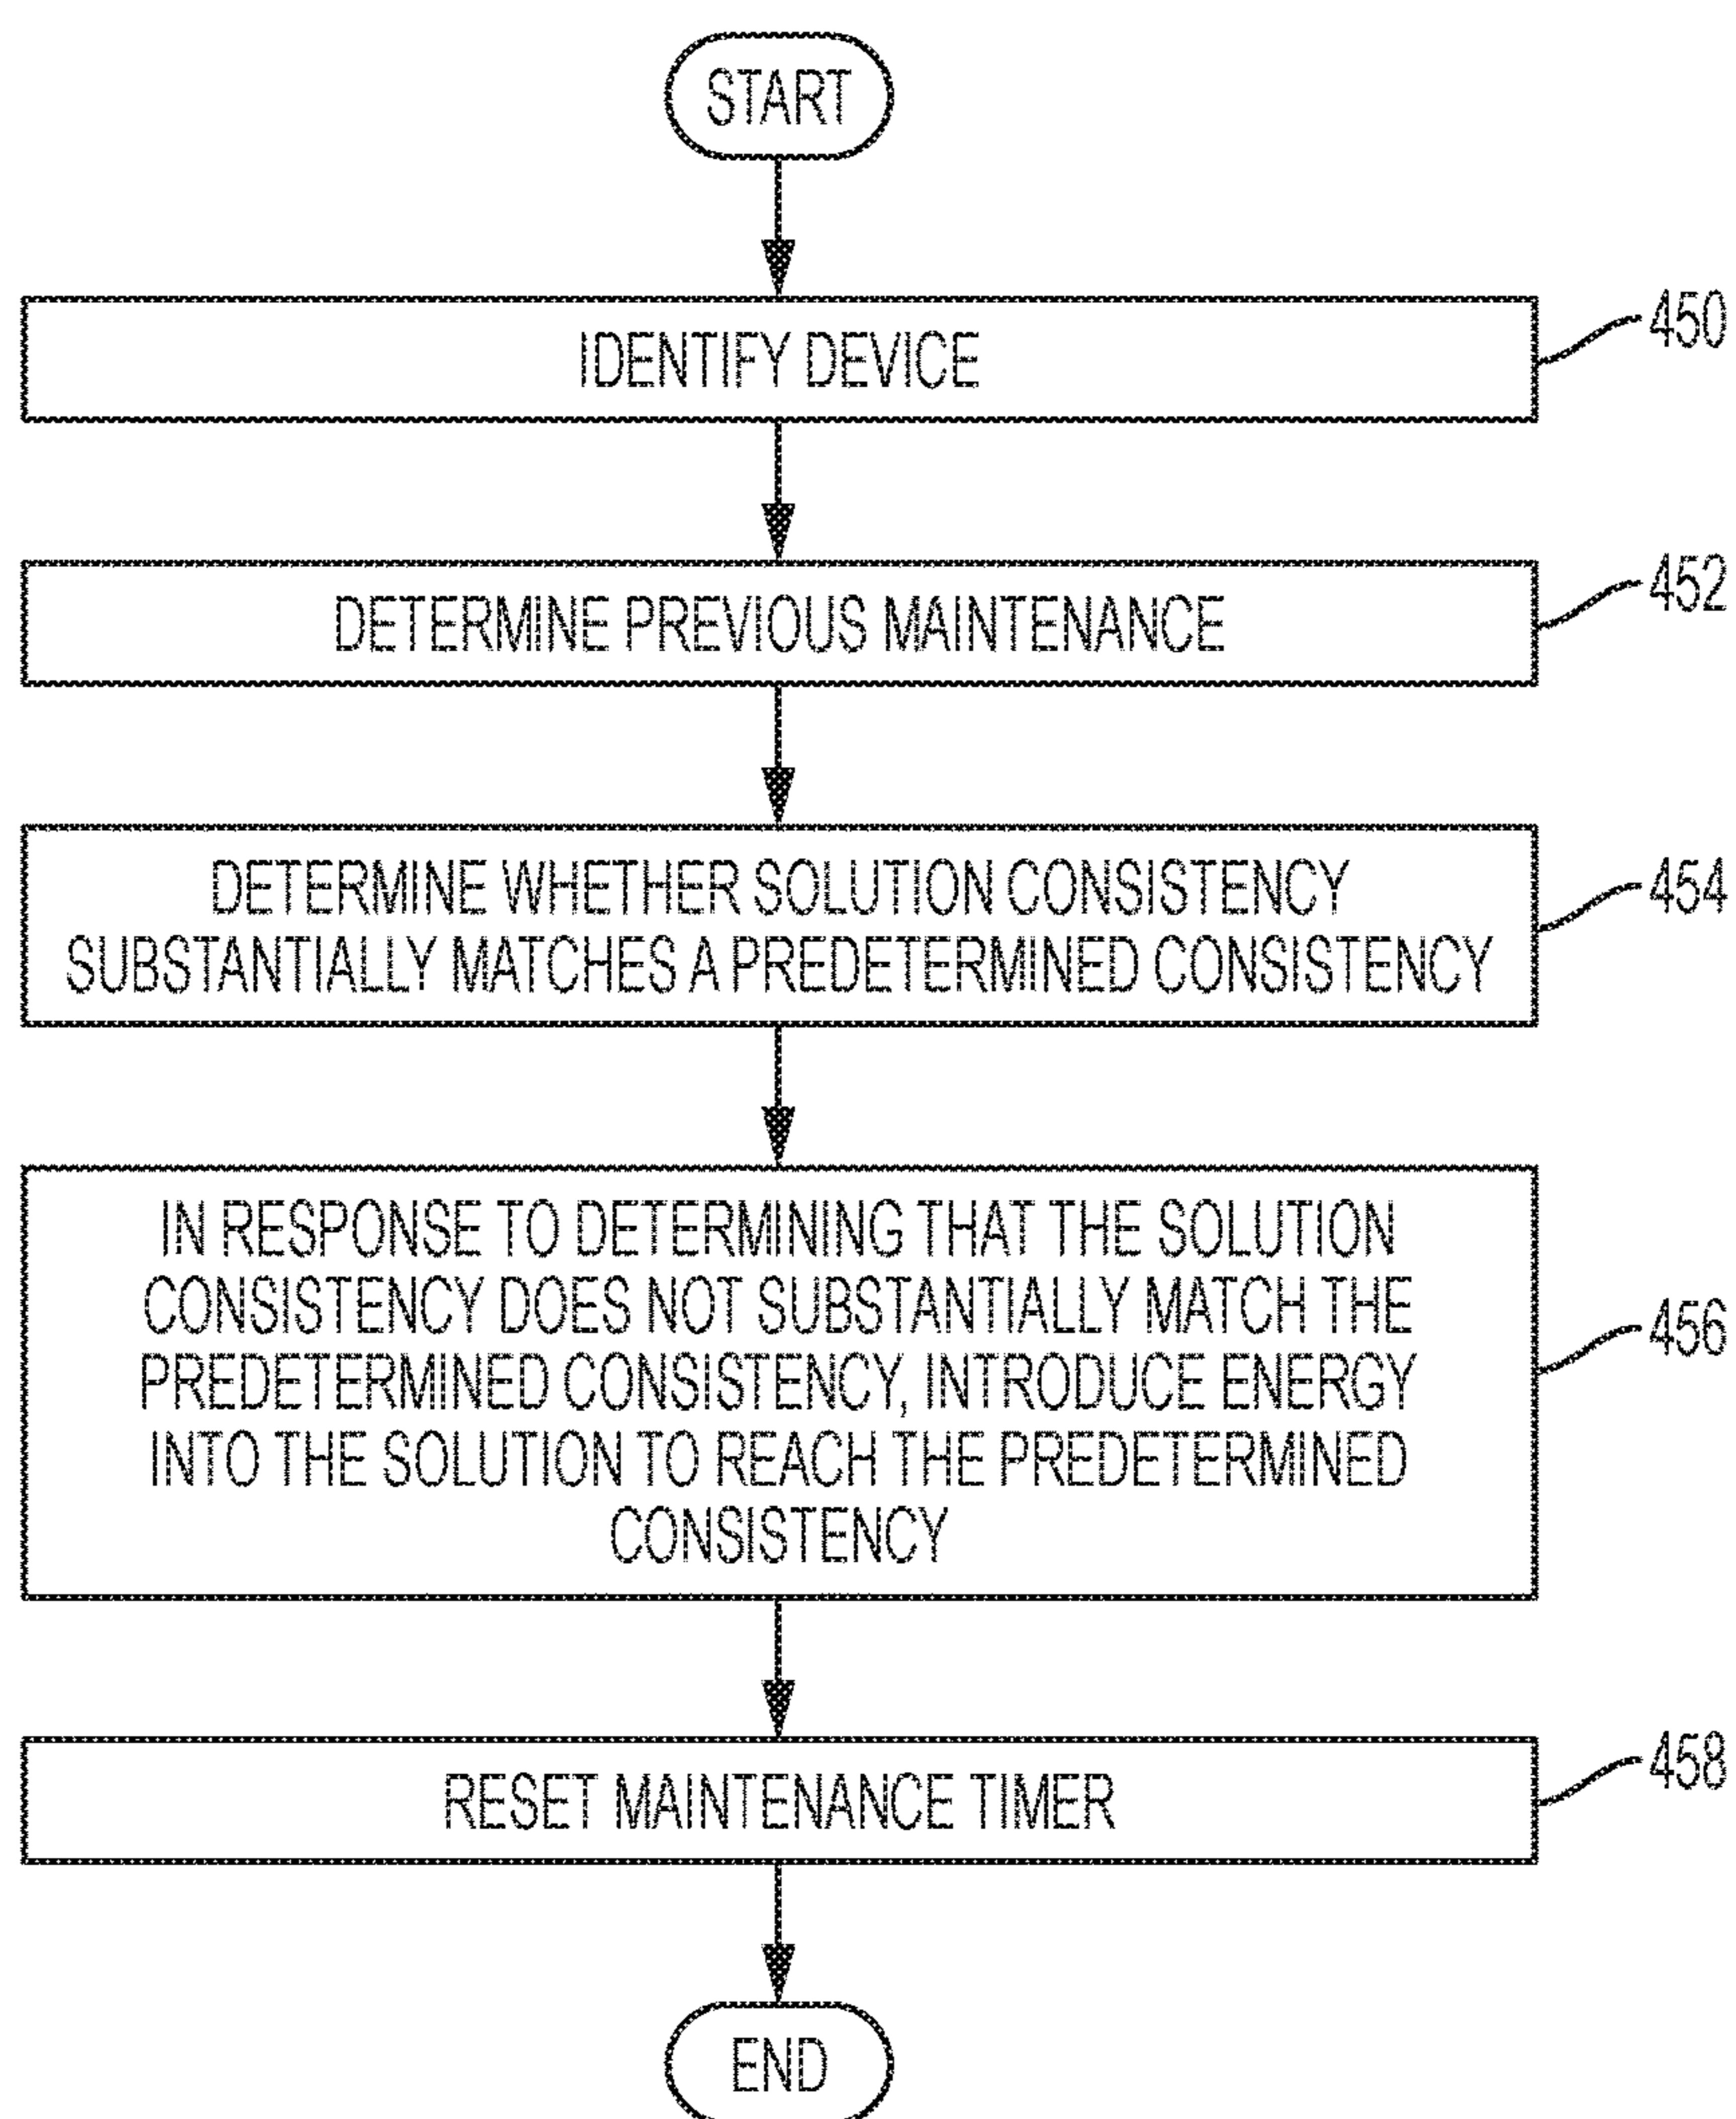 START
IDENTIFY DEVICE
450
DETERMINE PREVIOUS MAINTENANCE
452
DETERMINE WHETHER SOLUTION CONSISTENCY
SUBSTANTIALLY MATCHES A PREDETERMINED CONSISTENCY
454
IN RESPONSE TO DETERMINING THAT THE SOLUTION
CONSISTENCY DOES NOT SUBSTANTIALLY MATCH THE
PREDETERMINED CONSISTENCY, INTRODUCE ENERGY
INTO THE SOLUTION TO REACH THE PREDETERMINED
CONSISTENCY
456
RESET MAINTENANCE TIMER
458
END